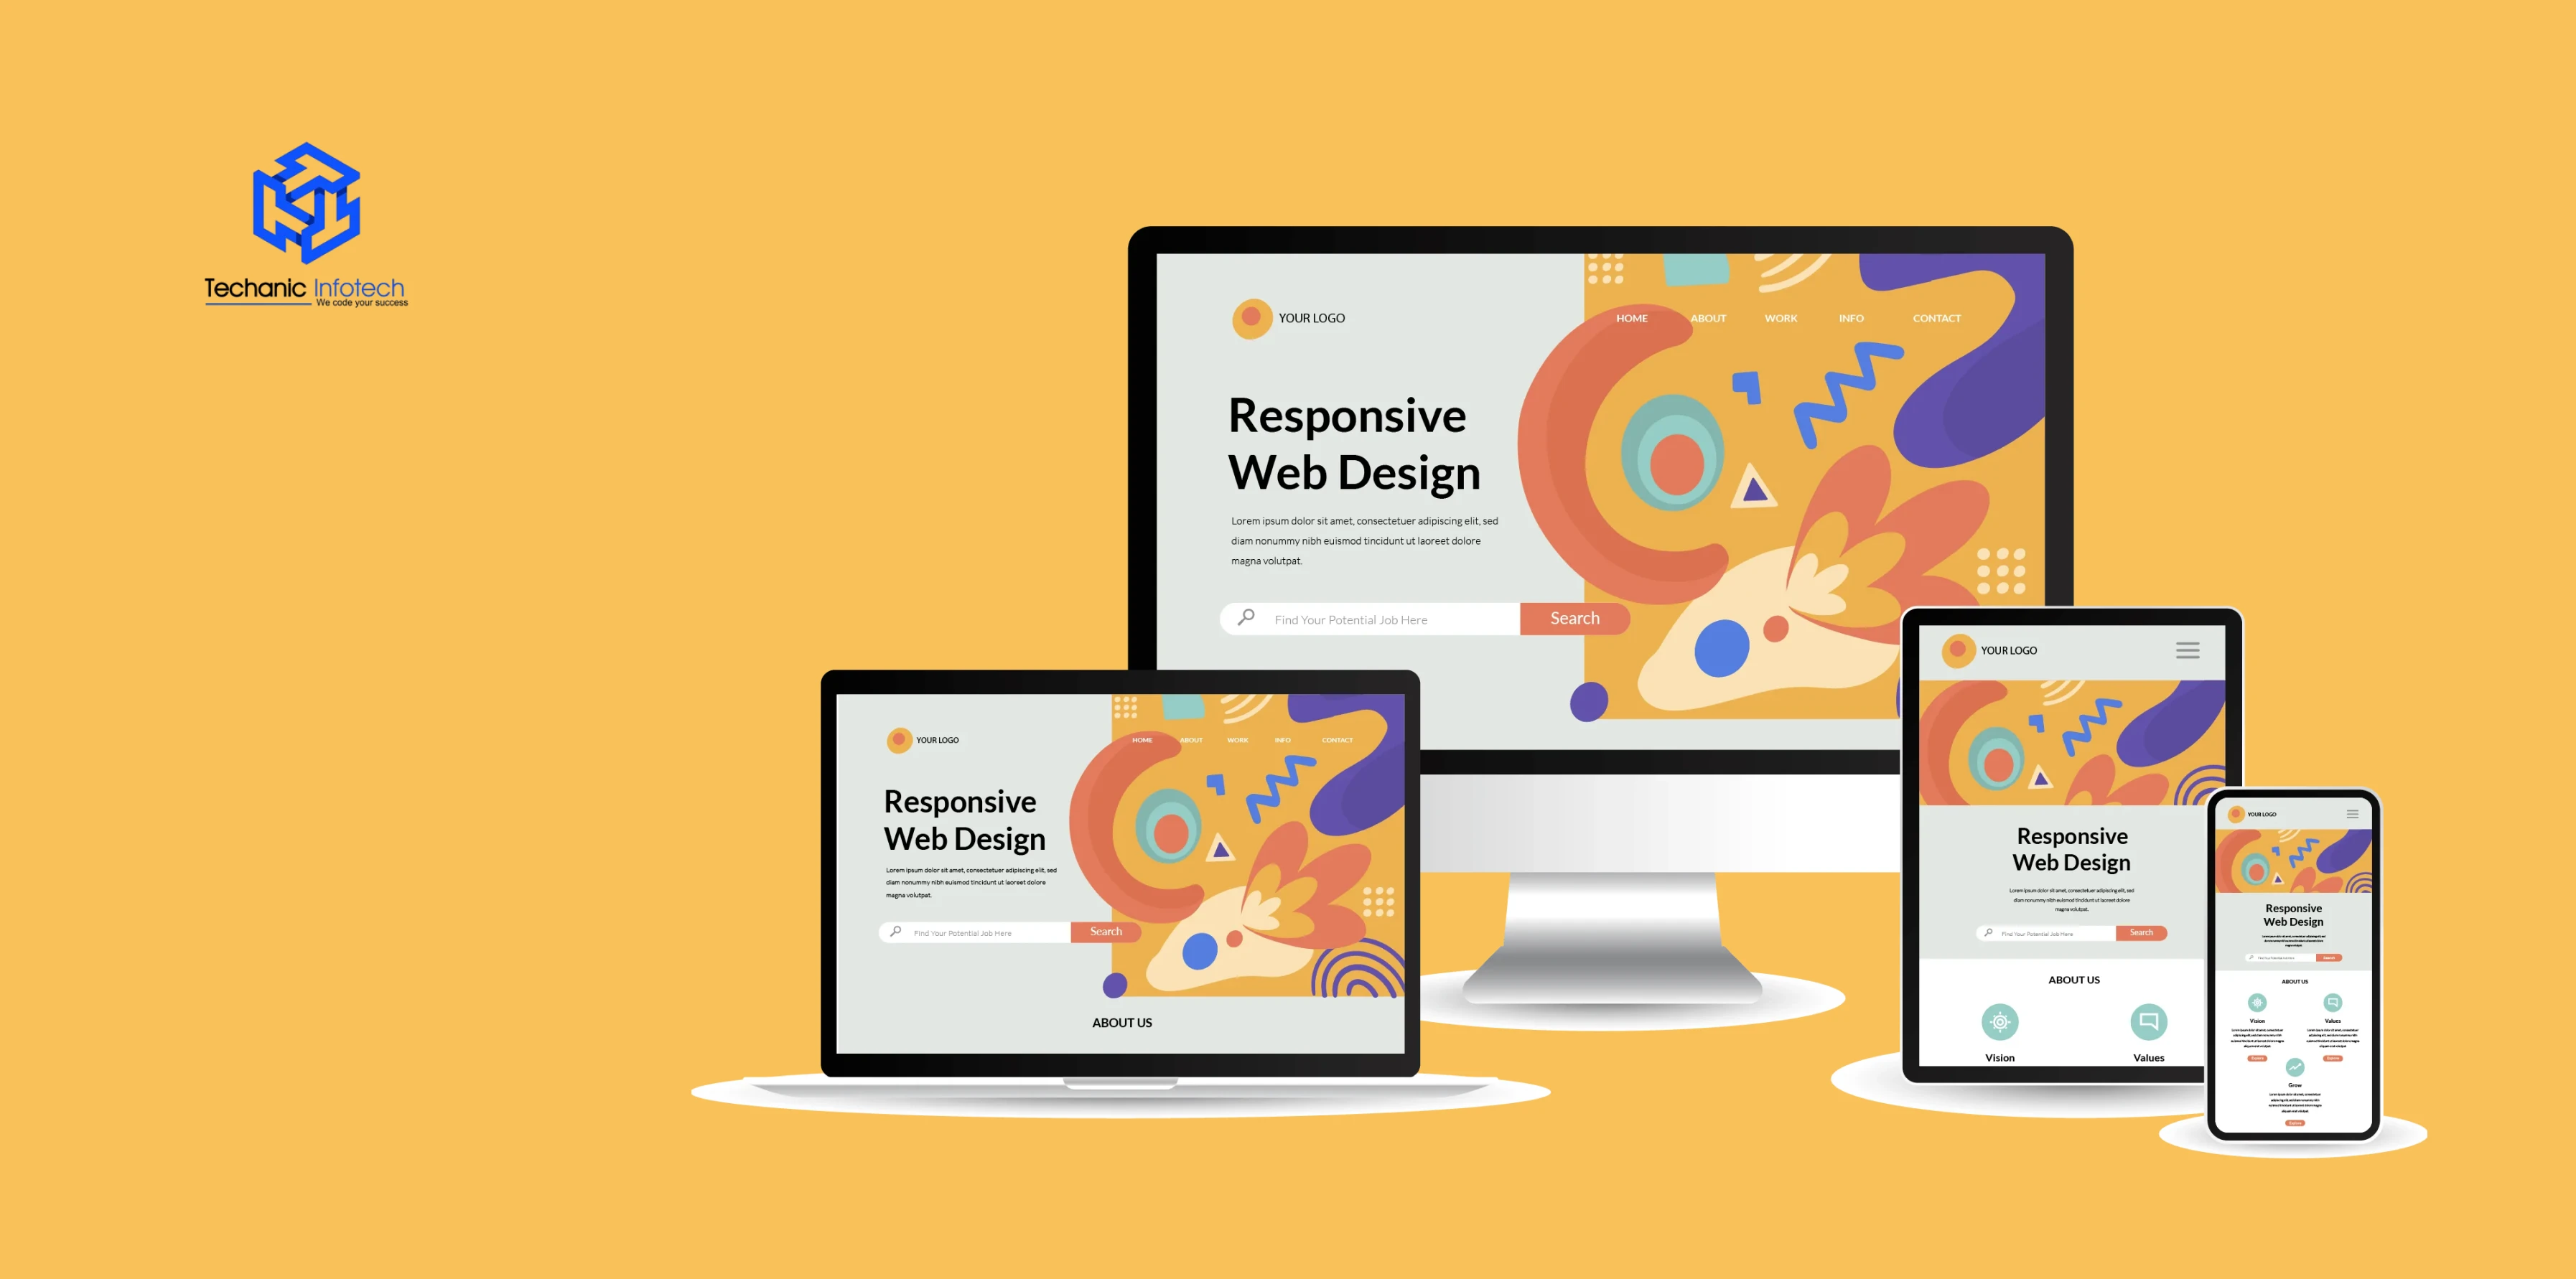 Techanic Infotech
We code your success
YOUR LOGO
HOME ABOUT WORK INFO CONTACT
Responsive
Web Design
Lorem ipsum dolor sit amet, consectetuer adipiscing elit, sed
diam nonummy nibh euismod tincidunt ut laoreet dolore
magna volutpat.
Find Your Potential Job Here
Search
YOUR LOGO
HOME ABOUT WORK INFO CONTACT
Responsive
Web Design
Lorem ipsum dolor sit amet, consectetuer adipiscing elit, sed
diam nonummy nibh euismod tincidunt ut laoreet dolore
magna volutpat.
Find Your Potential Job Here
Search
ABOUT US
YOUR LOGO
Responsive
Web Design
Lorem ipsum dolor sit amet, consectetuer adipiscing elit, sed
diam nonummy nibh euismod tincidunt ut laoreet dolore
magna volutpat.
Find Your Potential Job Here
Search
ABOUT US
Vision Values
YOUR LOGO
Responsive
Web Design
Search
ABOUT US
Vision Values
Explore
Grow
Explore